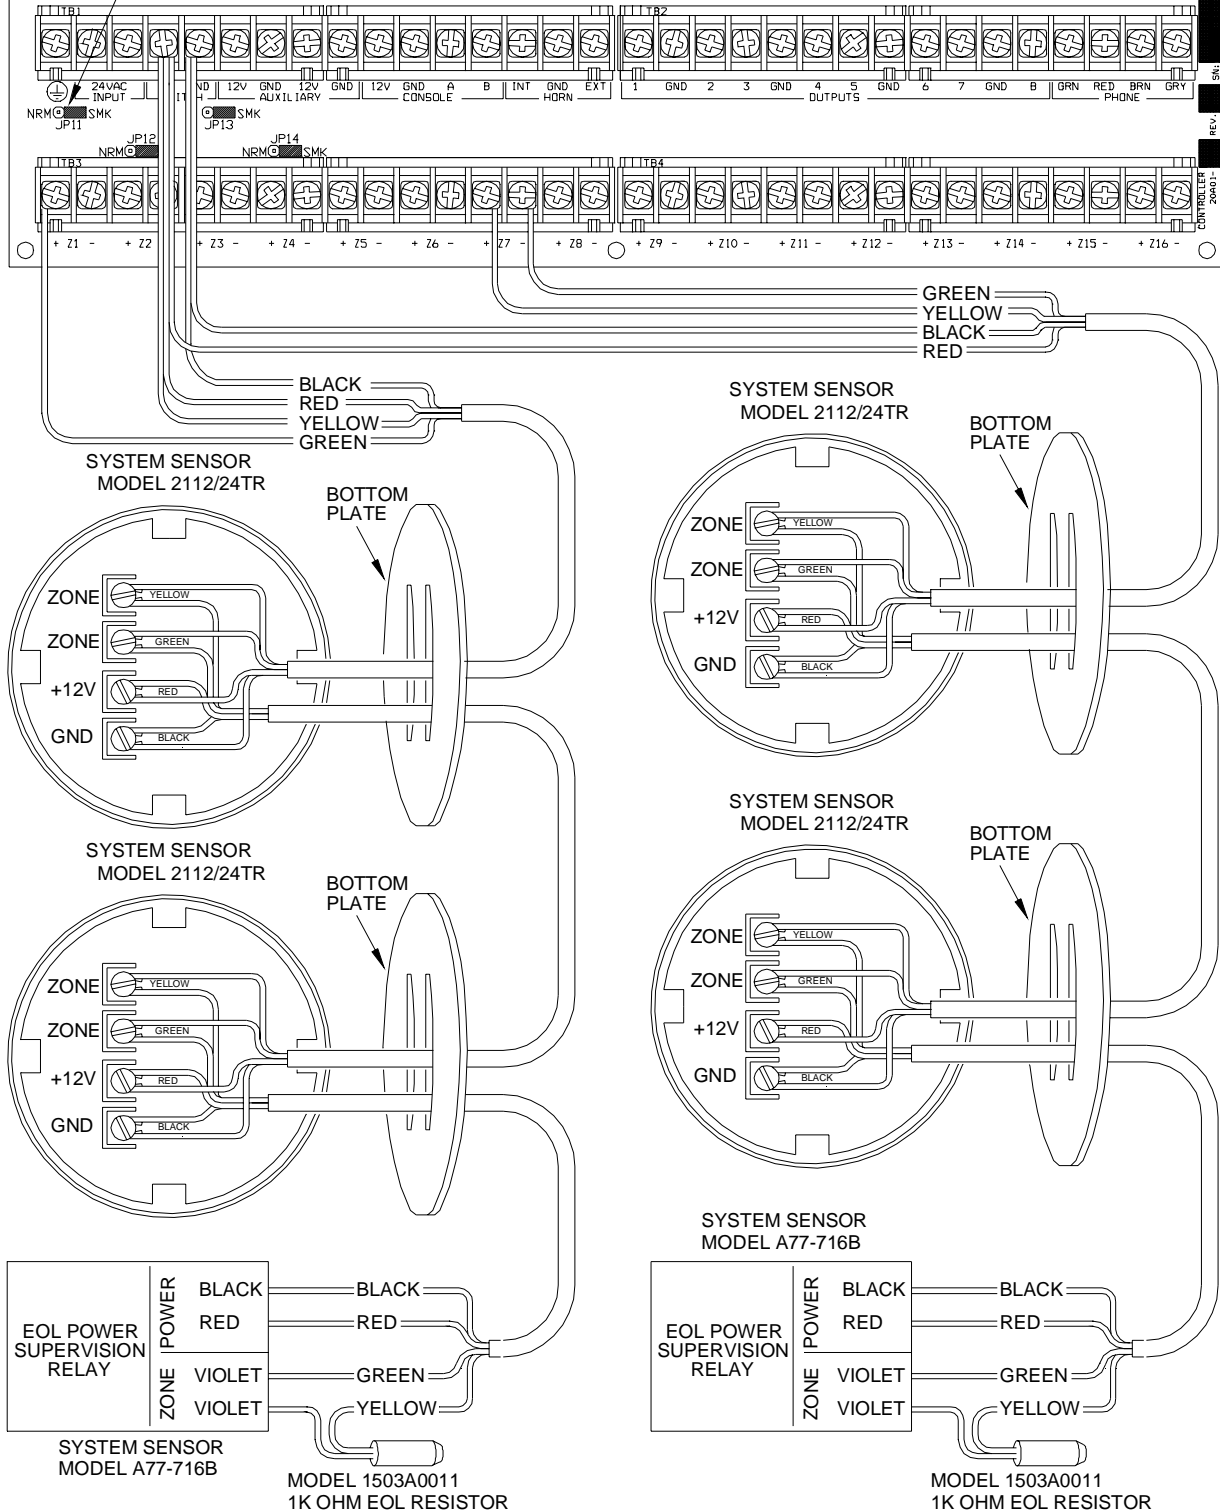 TB1
TB2
24VAC INPUT
12V GND 12V GND
AUXILIARY
12V GND A B
CONSOLE
INT GND EXT
HORN
1 GND 2 3 GND 4 5 GND 6 7 GND B
OUTPUTS
GRN RED BRN GRY
PHONE
SN:
REV.
NRM SMK
JP11
SMK
JP13
JP12
NRM
JP14
NRM SMK
TB3
TB4
CONTROLLER
20A01-
+ Z1 - + Z2 + Z3 - + Z4 - + Z5 - + Z6 - + Z7 - + Z8 - + Z9 - + Z10 - + Z11 - + Z12 - + Z13 - + Z14 - + Z15 - + Z16 -
GREEN
YELLOW
BLACK
RED
BLACK
RED
YELLOW
GREEN
SYSTEM SENSOR
MODEL 2112/24TR
BOTTOM
PLATE
ZONE YELLOW
ZONE GREEN
+12V RED
GND BLACK
SYSTEM SENSOR
MODEL 2112/24TR
BOTTOM
PLATE
ZONE YELLOW
ZONE GREEN
+12V RED
GND BLACK
SYSTEM SENSOR
MODEL 2112/24TR
BOTTOM
PLATE
ZONE YELLOW
ZONE GREEN
+12V RED
GND BLACK
SYSTEM SENSOR
MODEL 2112/24TR
BOTTOM
PLATE
ZONE YELLOW
ZONE GREEN
+12V RED
GND BLACK
EOL POWER
SUPERVISION
RELAY
POWER
BLACK BLACK
RED RED
ZONE
VIOLET GREEN
VIOLET YELLOW
SYSTEM SENSOR
MODEL A77-716B
MODEL 1503A0011
1K OHM EOL RESISTOR
SYSTEM SENSOR
MODEL A77-716B
EOL POWER
SUPERVISION
RELAY
POWER
BLACK BLACK
RED RED
ZONE
VIOLET GREEN
VIOLET YELLOW
MODEL 1503A0011
1K OHM EOL RESISTOR